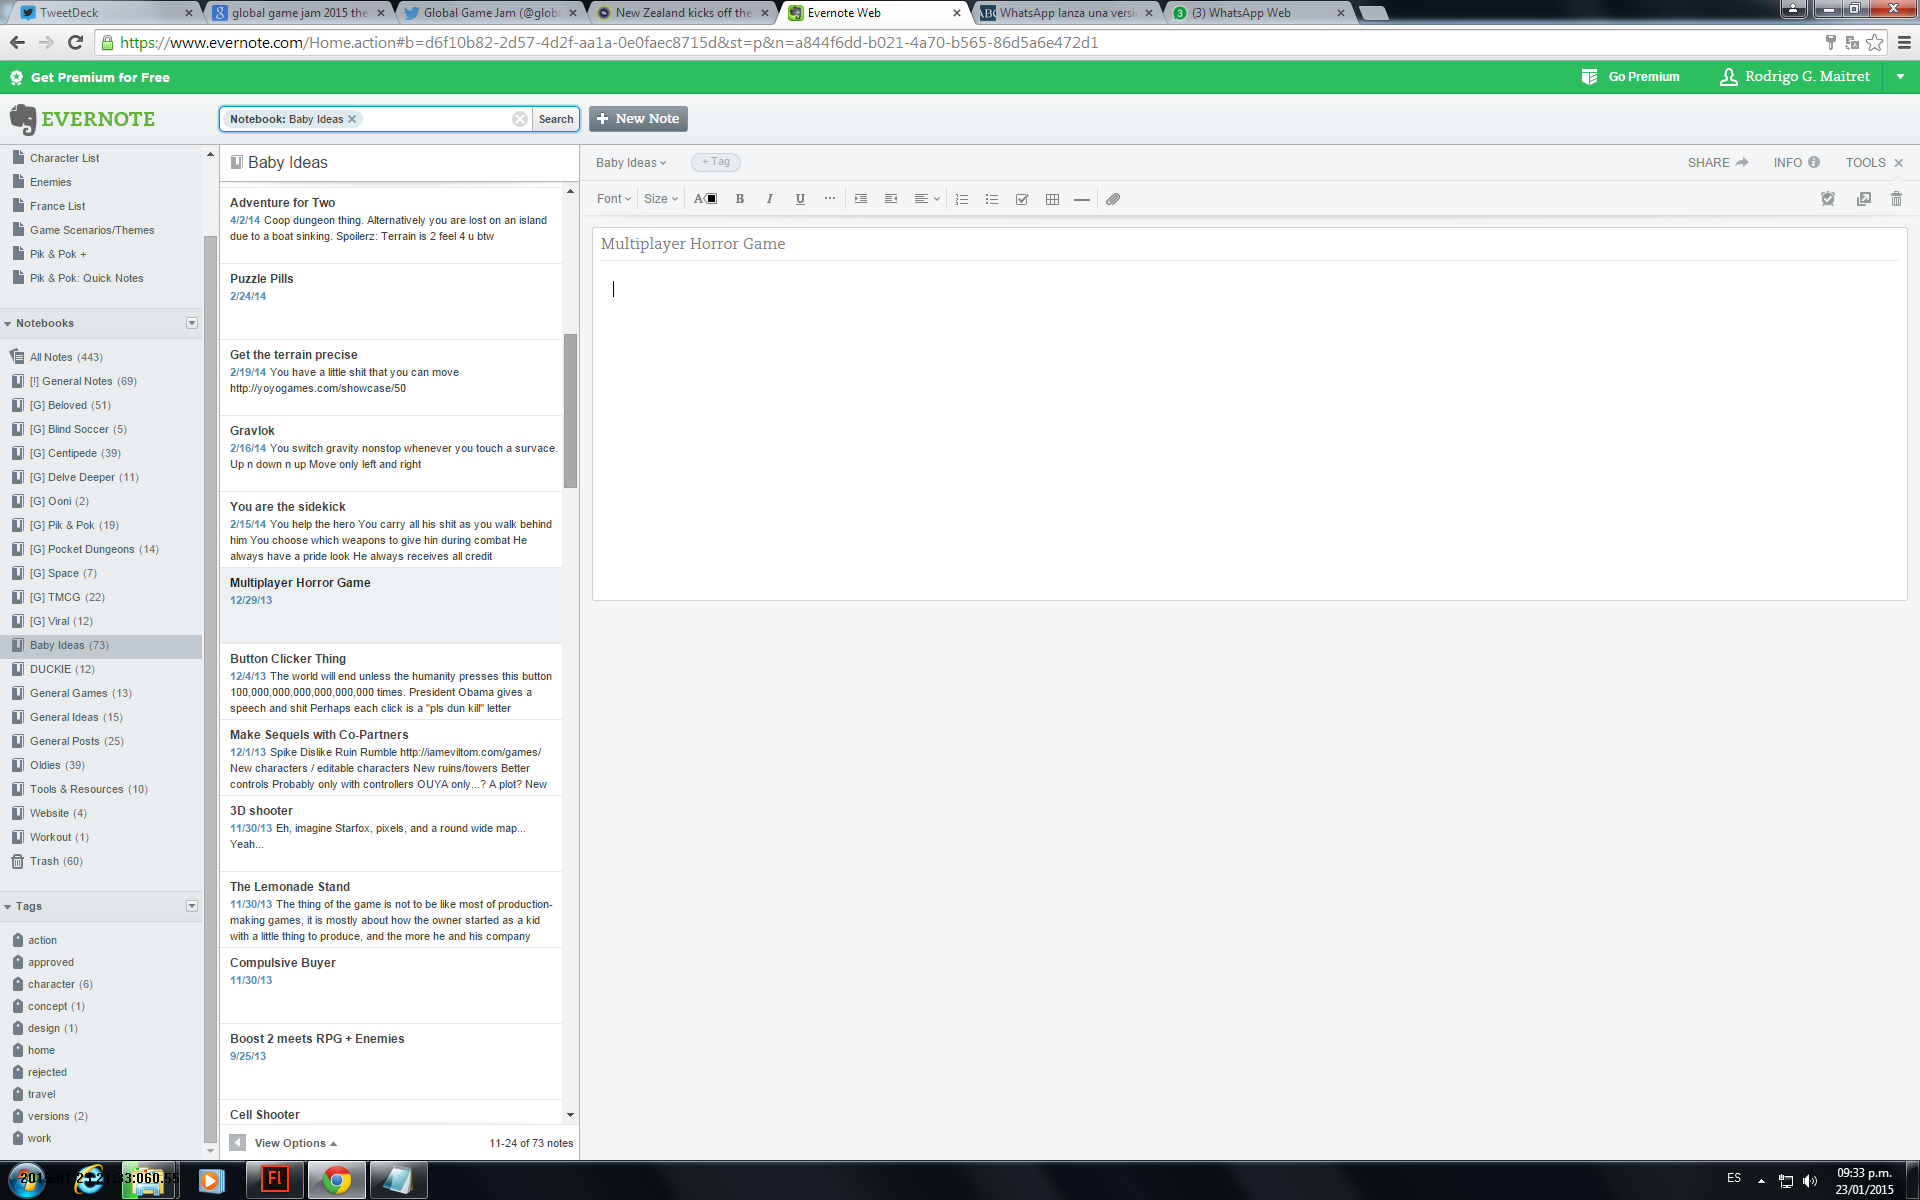 TweetDeck
global game jam 2015 the
Global Game Jam (@globa
New Zealand kicks off the
Evernote Web
WhatsApp lanza una versi
(3) WhatsApp Web
https://www.evernote.com/Home.action#b=d6f10b82-2d57-4d2f-aa1a-0e0faec8715d&st=p&n=a844f6dd-b021-4a70-b565-86d5a6e472d1
Get Premium for Free
Go Premium
Rodrigo G. Maitret
EVERNOTE
Notebook: Baby Ideas
Search
+ New Note
Character List
Enemies
France List
Game Scenarios/Themes
Pik & Pok +
Pik & Pok: Quick Notes
Notebooks
All Notes (443)
[!] General Notes (69)
[G] Beloved (51)
[G] Blind Soccer (5)
[G] Centipede (39)
[G] Delve Deeper (11)
[G] Ooni (2)
[G] Pik & Pok (19)
[G] Pocket Dungeons (14)
[G] Space (7)
[G] TMCG (22)
[G] Viral (12)
Baby Ideas (73)
DUCKIE (12)
General Games (13)
General Ideas (15)
General Posts (25)
Oldies (39)
Tools & Resources (10)
Website (4)
Workout (1)
Trash (60)
Tags
action
approved
character (6)
concept (1)
design (1)
home
rejected
travel
versions (2)
work
Baby Ideas
Adventure for Two
4/2/14 Coop dungeon thing. Alternatively you are lost on an island
due to a boat sinking. Spoilerz: Terrain is 2 feel 4 u btw
Puzzle Pills
2/24/14
Get the terrain precise
2/19/14 You have a little shit that you can move
http://yoyogames.com/showcase/50
Gravlok
2/16/14 You switch gravity nonstop whenever you touch a survace.
Up n down n up Move only left and right
You are the sidekick
2/15/14 You help the hero You carry all his shit as you walk behind
him You choose which weapons to give hin during combat He
always have a pride look He always receives all credit
Multiplayer Horror Game
12/29/13
Button Clicker Thing
12/4/13 The world will end unless the humanity presses this button
100,000,000,000,000,000,000 times. President Obama gives a
speech and shit Perhaps each click is a "pls dun kill" letter
Make Sequels with Co-Partners
12/1/13 Spike Dislike Ruin Rumble http://iameviltom.com/games/
New characters / editable characters New ruins/towers Better
controls Probably only with controllers OUYA only...? A plot? New
3D shooter
11/30/13 Eh, imagine Starfox, pixels, and a round wide map...
Yeah...
The Lemonade Stand
11/30/13 The thing of the game is not to be like most of production-
making games, it is mostly about how the owner started as a kid
with a little thing to produce, and the more he and his company
Compulsive Buyer
11/30/13
Boost 2 meets RPG + Enemies
9/25/13
Cell Shooter
View Options
11-24 of 73 notes
Baby Ideas
+ Tag
SHARE
INFO
TOOLS
Font
Size
A
B
I
U
Multiplayer Horror Game
Fl
ES
09:33 p.m.
23/01/2015